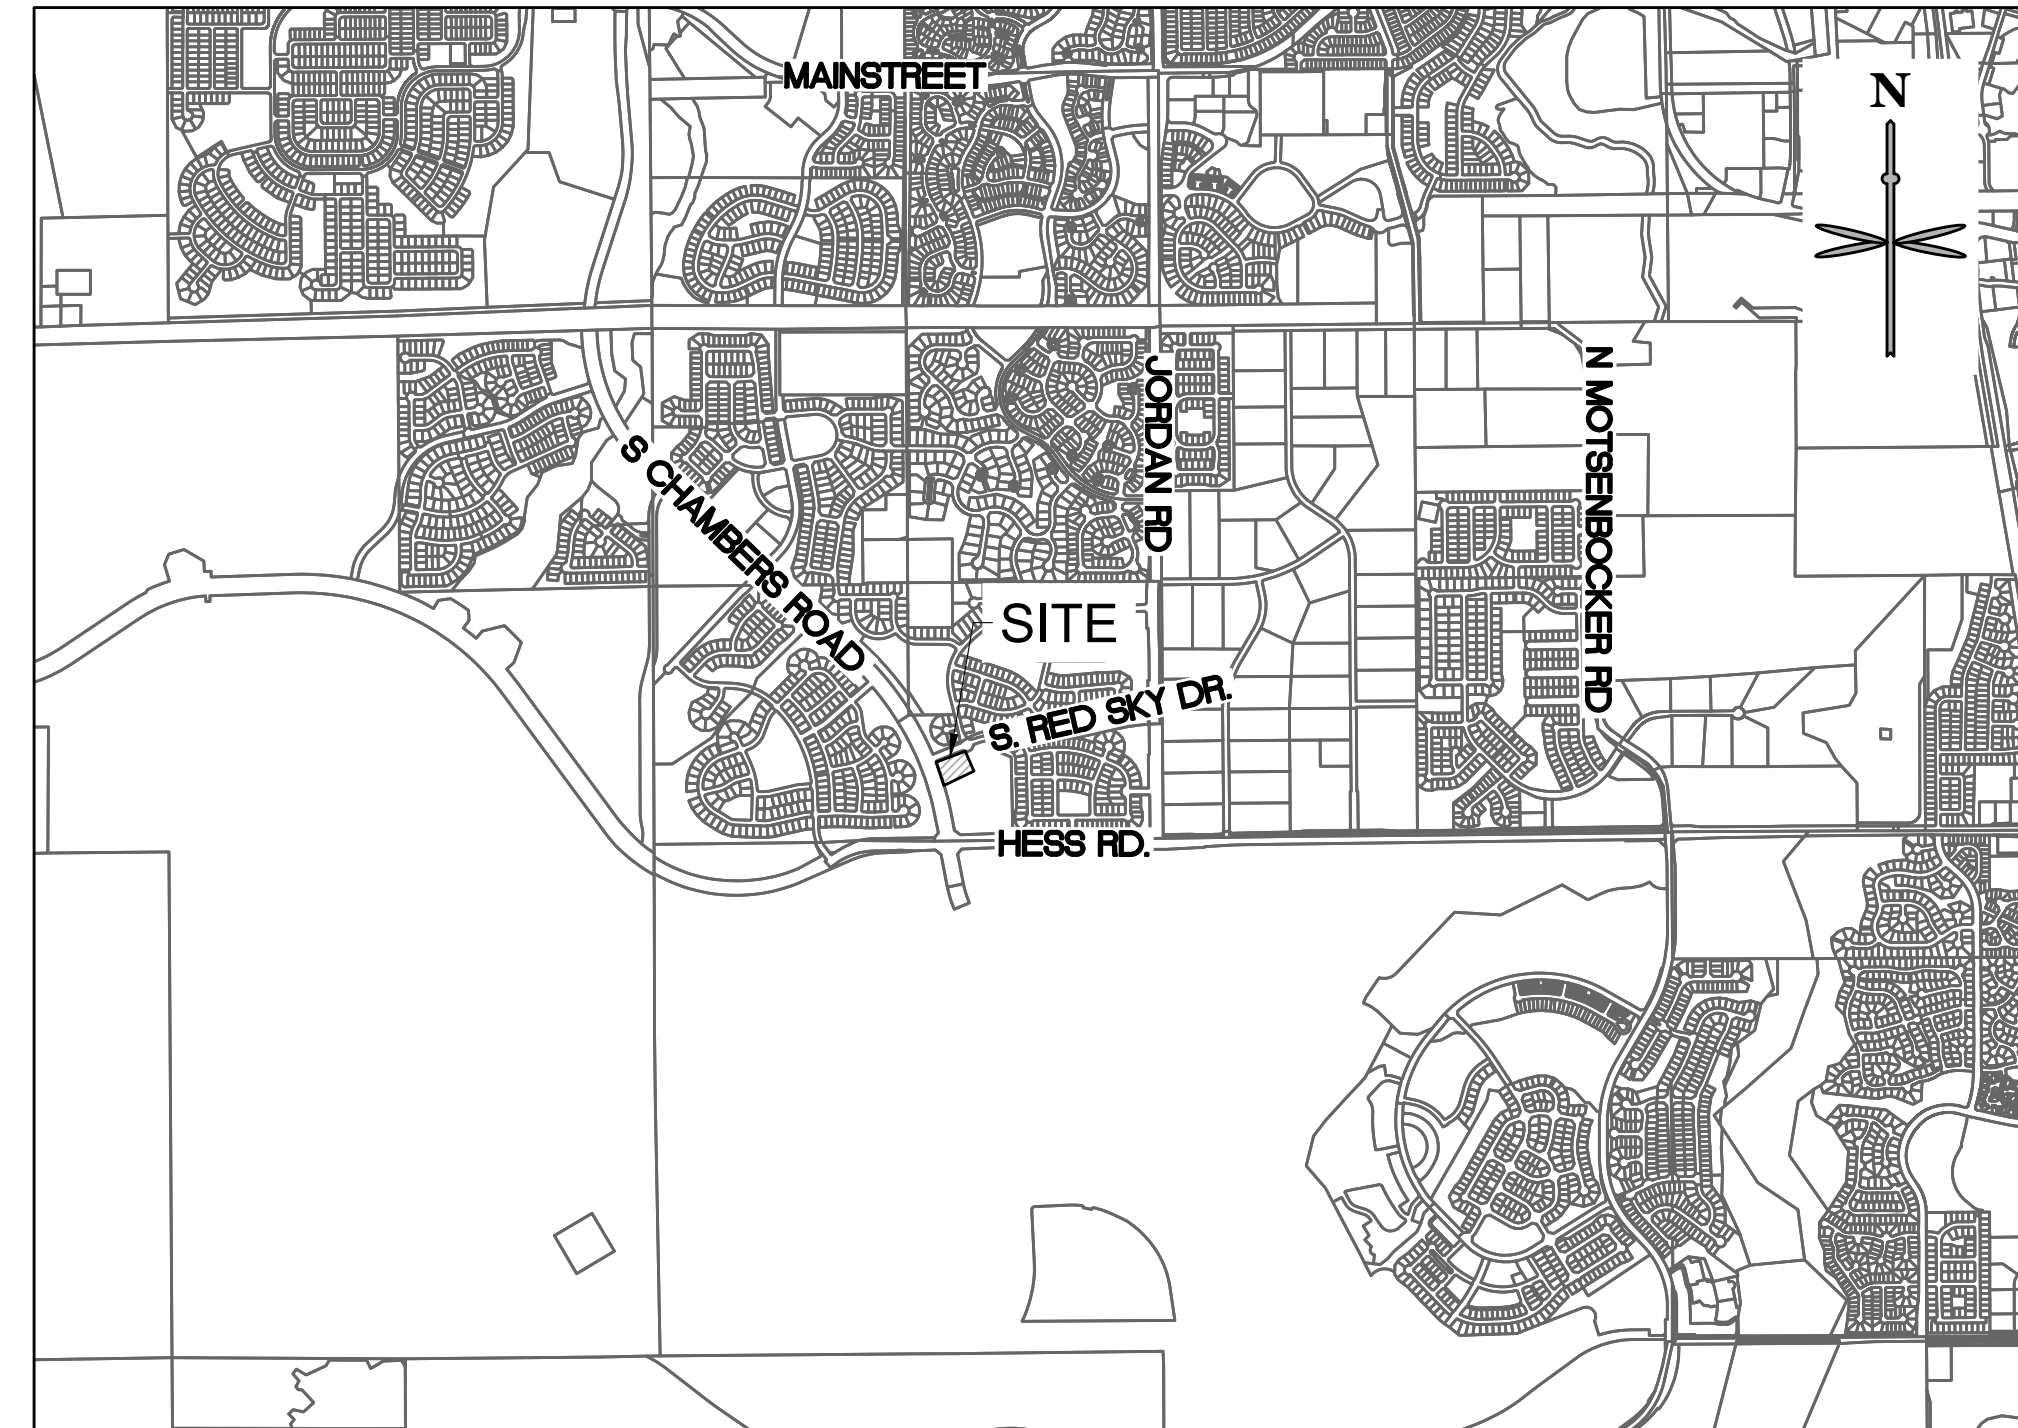 MAINSTREET
N
JORDAN RD
N MOTSENBOCKER RD
S CHAMBERS ROAD
SITE
S. RED SKY DR.
HESS RD.